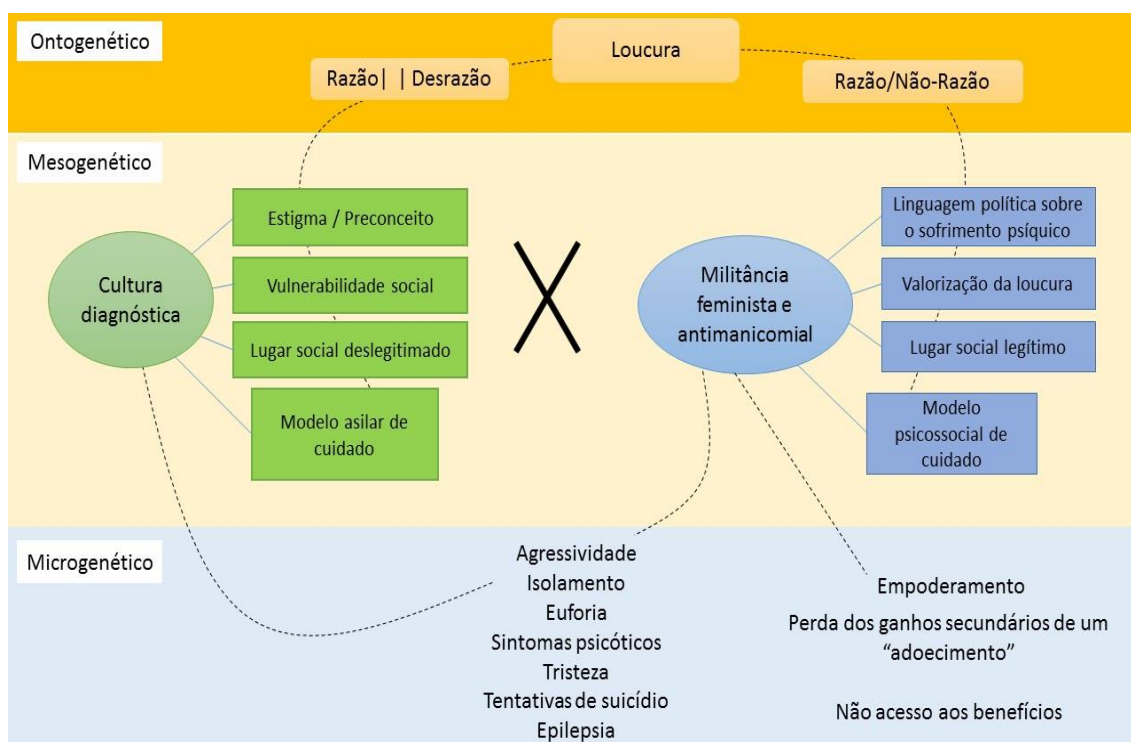 Ontogenético
Loucura
Razão| | Desrazão
Razão/Não-Razão
Mesogenético
Cultura
diagnóstica
Estigma / Preconceito
Vulnerabilidade social
Lugar social deslegitimado
Modelo asilar de
cuidado
X
Militância
feminista e
antimanicomial
Linguagem política sobre
o sofrimento psíquico
Valorização da loucura
Lugar social legítimo
Modelo
psicossocial de
cuidado
Microgenético
Agressividade
Isolamento
Euforia
Sintomas psicóticos
Tristeza
Tentativas de suicídio
Epilepsia
Empoderamento
Perda dos ganhos secundários de um
“adoecimento”
Não acesso aos benefícios